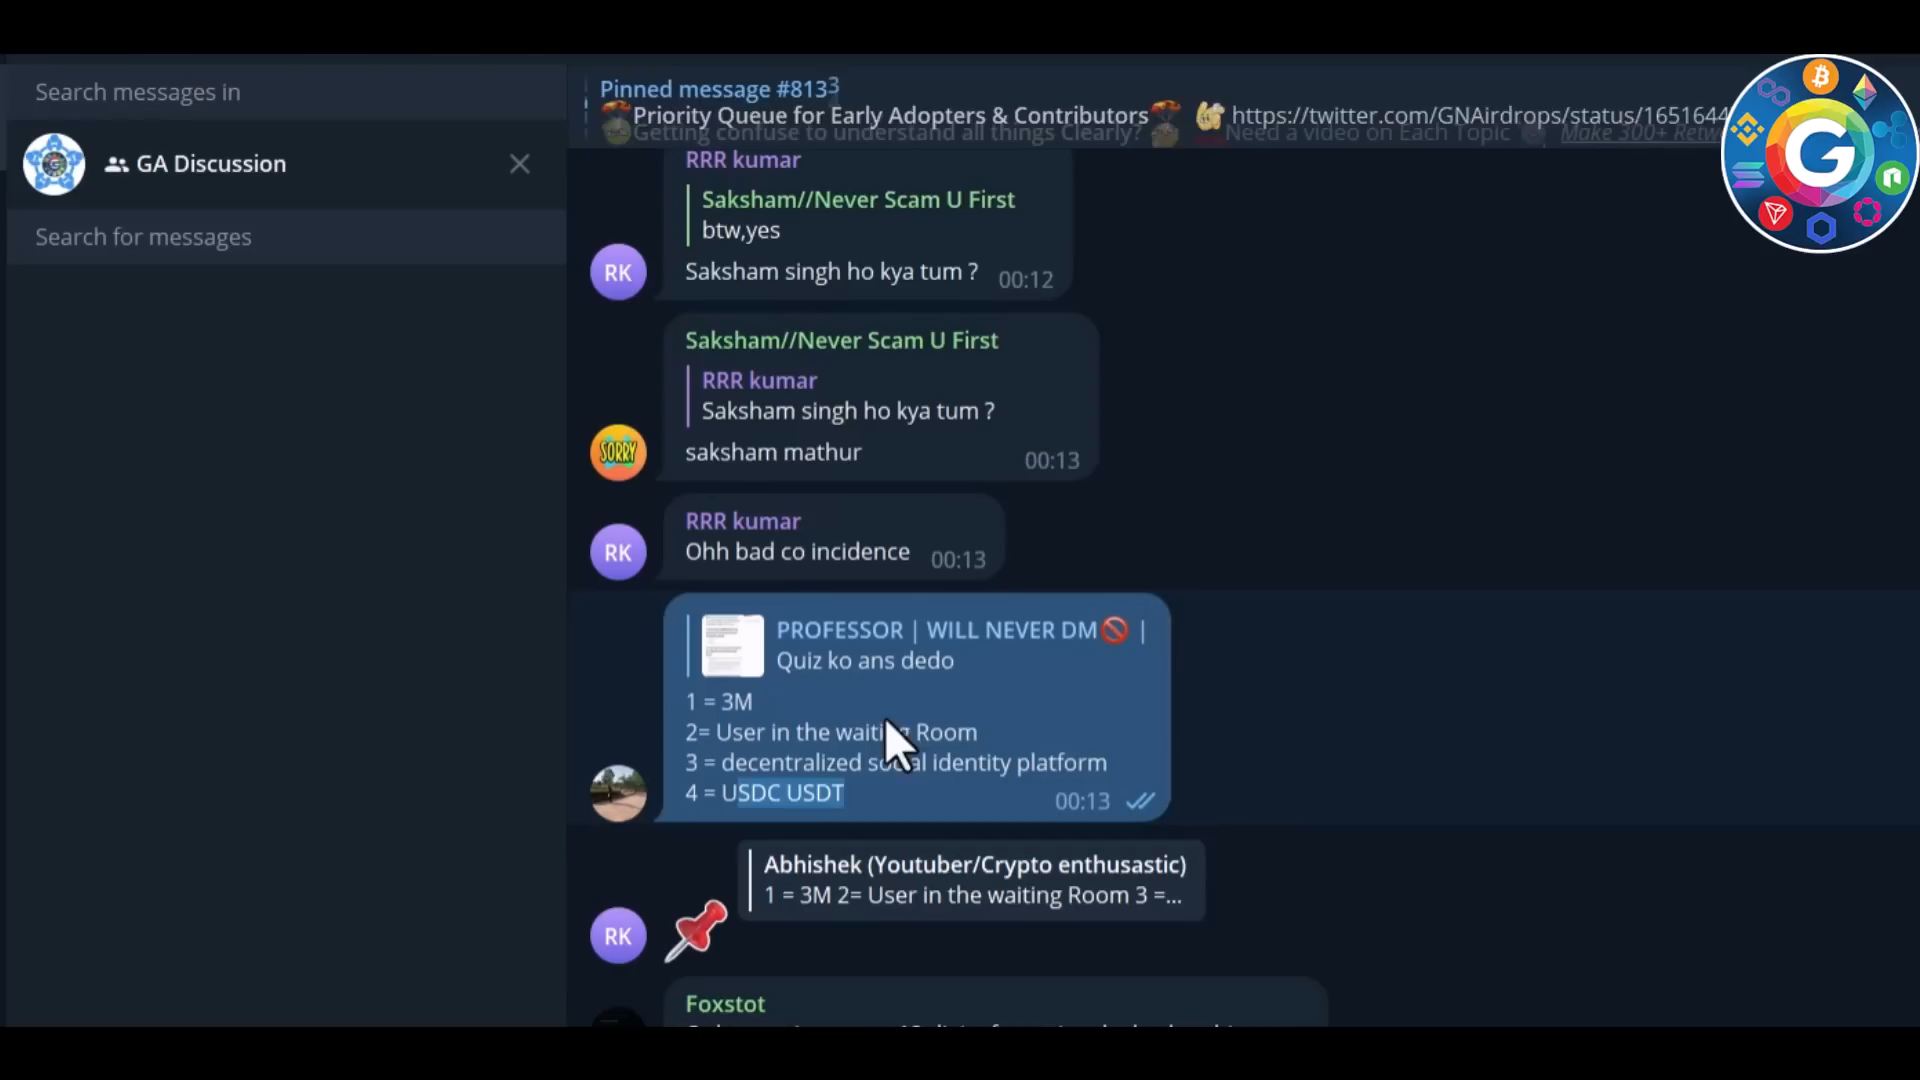 Search messages in
GA Discussion
Search for messages
Pinned message #8133
Priority Queue for Early Adopters & Contributors https://twitter.com/GNAirdrops/status/1651644
Getting confuse to understand all things Clearly? Need a video on Each Topic Make 300+ Retw
RRR kumar
Saksham//Never Scam U First
btw,yes
RK
Saksham singh ho kya tum ? 00:12
Saksham//Never Scam U First
RRR kumar
Saksham singh ho kya tum ?
SORRY
saksham mathur 00:13
RRR kumar
RK
Ohh bad co incidence 00:13
PROFESSOR | WILL NEVER DM🚫 |
Quiz ko ans dedo
1 = 3M
2= User in the waiting Room
3 = decentralized social identity platform
4 = USDC USDT 00:13
Abhishek (Youtuber/Crypto enthusastic)
1 = 3M 2= User in the waiting Room 3 =...
RK
Foxstot
G